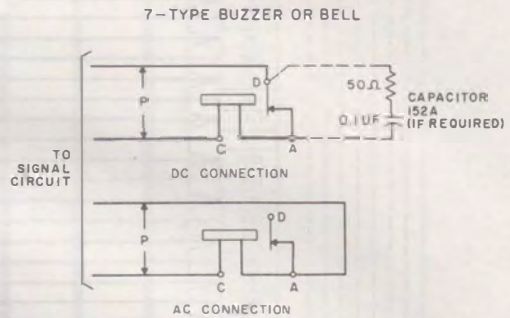 7-TYPE BUZZER OR BELL
D
50Ω
P
CAPACITOR
152A
(IF REQUIRED)
0.1UF
C
A
TO
SIGNAL
CIRCUIT
DC CONNECTION
P
D
C
A
AC CONNECTION